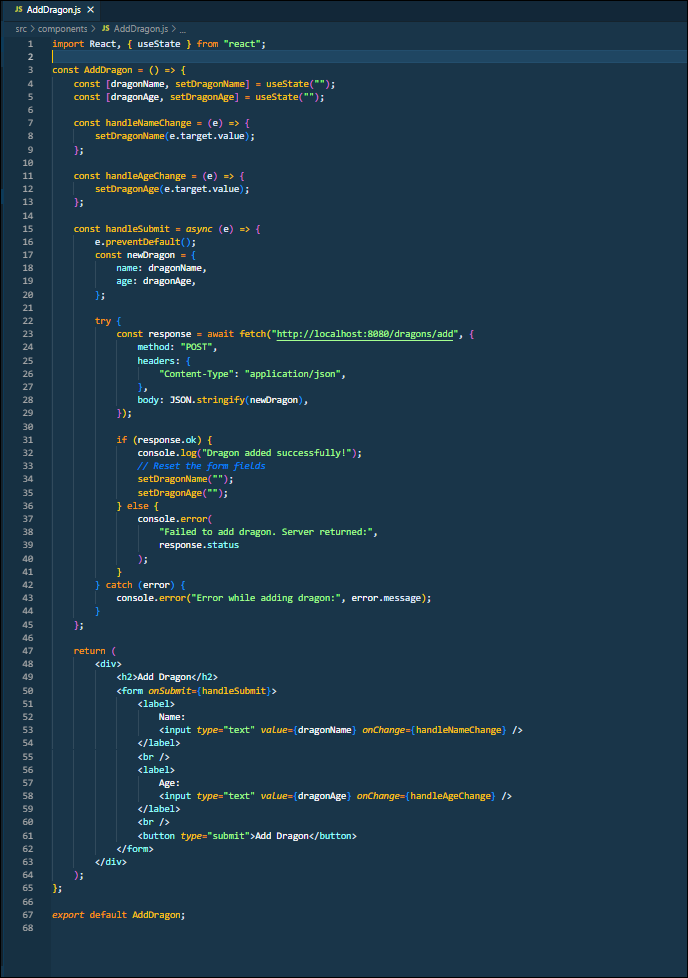 JS AddDragon.js ×
src > components > JS AddDragon.js > ...
1 import React, { useState } from "react";
2
3 const AddDragon = () => {
4     const [dragonName, setDragonName] = useState("");
5     const [dragonAge, setDragonAge] = useState("");
6
7     const handleNameChange = (e) => {
8         setDragonName(e.target.value);
9     };
10
11     const handleAgeChange = (e) => {
12         setDragonAge(e.target.value);
13     };
14
15     const handleSubmit = async (e) => {
16         e.preventDefault();
17         const newDragon = {
18             name: dragonName,
19             age: dragonAge,
20         };
21
22         try {
23             const response = await fetch("http://localhost:8080/dragons/add", {
24                 method: "POST",
25                 headers: {
26                     "Content-Type": "application/json",
27                 },
28                 body: JSON.stringify(newDragon),
29             });
30
31             if (response.ok) {
32                 console.log("Dragon added successfully!");
33                 // Reset the form fields
34                 setDragonName("");
35                 setDragonAge("");
36             } else {
37                 console.error(
38                     "Failed to add dragon. Server returned:",
39                     response.status
40                 );
41             }
42         } catch (error) {
43             console.error("Error while adding dragon:", error.message);
44         }
45     };
46
47     return (
48         <div>
49             <h2>Add Dragon</h2>
50             <form onSubmit={handleSubmit}>
51                 <label>
52                     Name:
53                     <input type="text" value={dragonName} onChange={handleNameChange} />
54                 </label>
55                 <br />
56                 <label>
57                     Age:
58                     <input type="text" value={dragonAge} onChange={handleAgeChange} />
59                 </label>
60                 <br />
61                 <button type="submit">Add Dragon</button>
62             </form>
63         </div>
64     );
65 };
66
67 export default AddDragon;
68